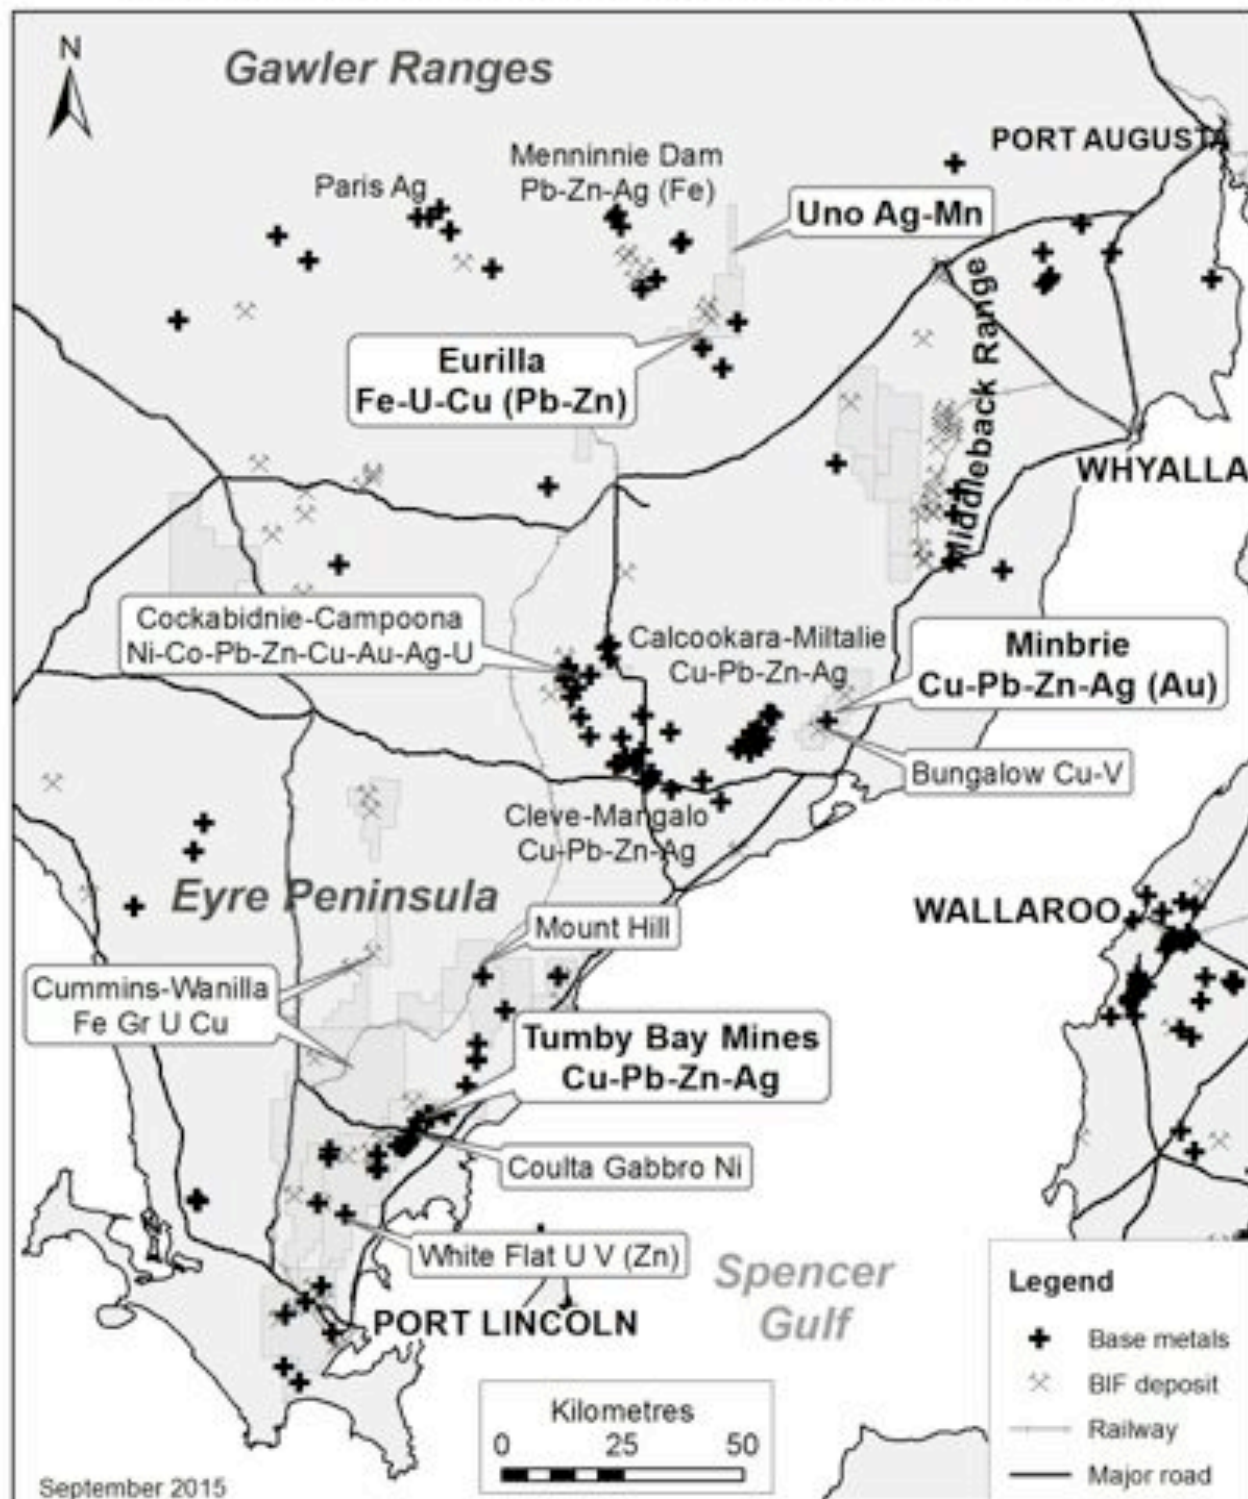 N
Gawler Ranges
PORT AUGUSTA
Menninnie Dam
Pb-Zn-Ag (Fe)
Paris Ag
Uno Ag-Mn
Middleback Range
Eurilla
Fe-U-Cu (Pb-Zn)
WHYALLA
Cockabidnie-Campoona
Ni-Co-Pb-Zn-Cu-Au-Ag-U
Calcookara-Miltalie
Cu-Pb-Zn-Ag
Minbrie
Cu-Pb-Zn-Ag (Au)
Bungalow Cu-V
Cleve-Mangalo
Cu-Pb-Zn-Ag
Eyre Peninsula
WALLAROO
Mount Hill
Cummins-Wanilla
Fe Gr U Cu
Tumby Bay Mines
Cu-Pb-Zn-Ag
Coulta Gabbro Ni
White Flat U V (Zn)
Spencer
Gulf
PORT LINCOLN
Legend
Base metals
BIF deposit
Railway
Major road
Kilometres
0 25 50
September 2015